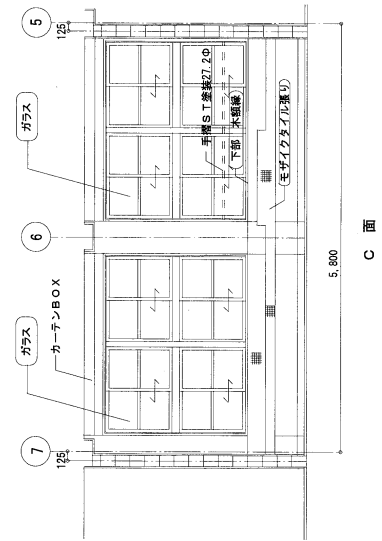 7
6
5
125
125
ガラス
ガラス
カーテンBOX
手摺ST塗装27.2Φ
下部 木額縁
モザイクタイル張り
5,800
C 面